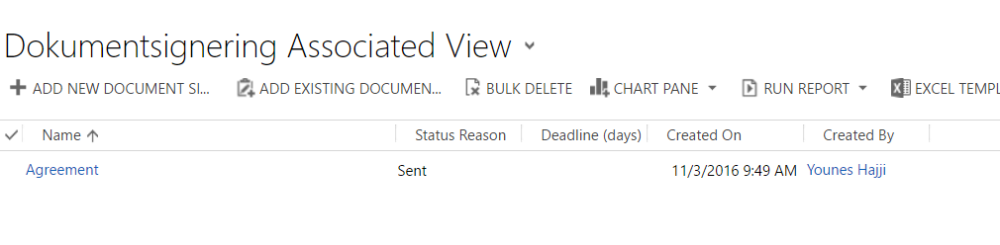 Dokumentsignering Associated View
ADD NEW DOCUMENT SI... ADD EXISTING DOCUMEN... BULK DELETE CHART PANE RUN REPORT EXCEL TEMPL
Name Status Reason Deadline (days) Created On Created By
Agreement Sent 11/3/2016 9:49 AM Younes Hajji